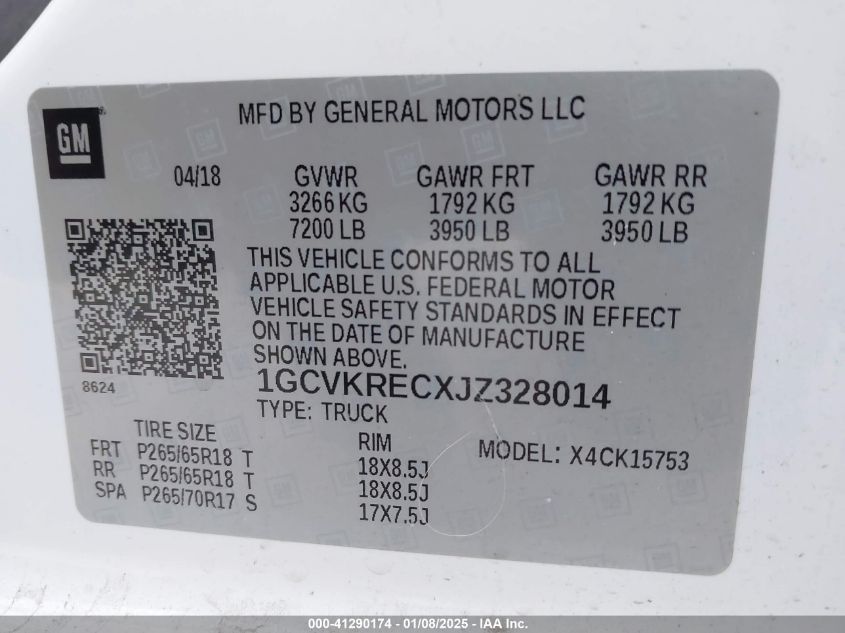 MFD BY GENERAL MOTORS LLC
GM
04/18 GVWR GAWR FRT GAWR RR
3266 KG 1792 KG 1792 KG
7200 LB 3950 LB 3950 LB
THIS VEHICLE CONFORMS TO ALL
APPLICABLE U.S. FEDERAL MOTOR
VEHICLE SAFETY STANDARDS IN EFFECT
ON THE DATE OF MANUFACTURE
SHOWN ABOVE.
8624
1GCVKRECXJZ328014
TYPE: TRUCK
TIRE SIZE RIM MODEL: X4CK15753
FRT P265/65R18 T 18X8.5J
RR P265/65R18 T 18X8.5J
SPA P265/70R17 S 17X7.5J
000-41290174 - 01/08/2025 - IAA Inc.